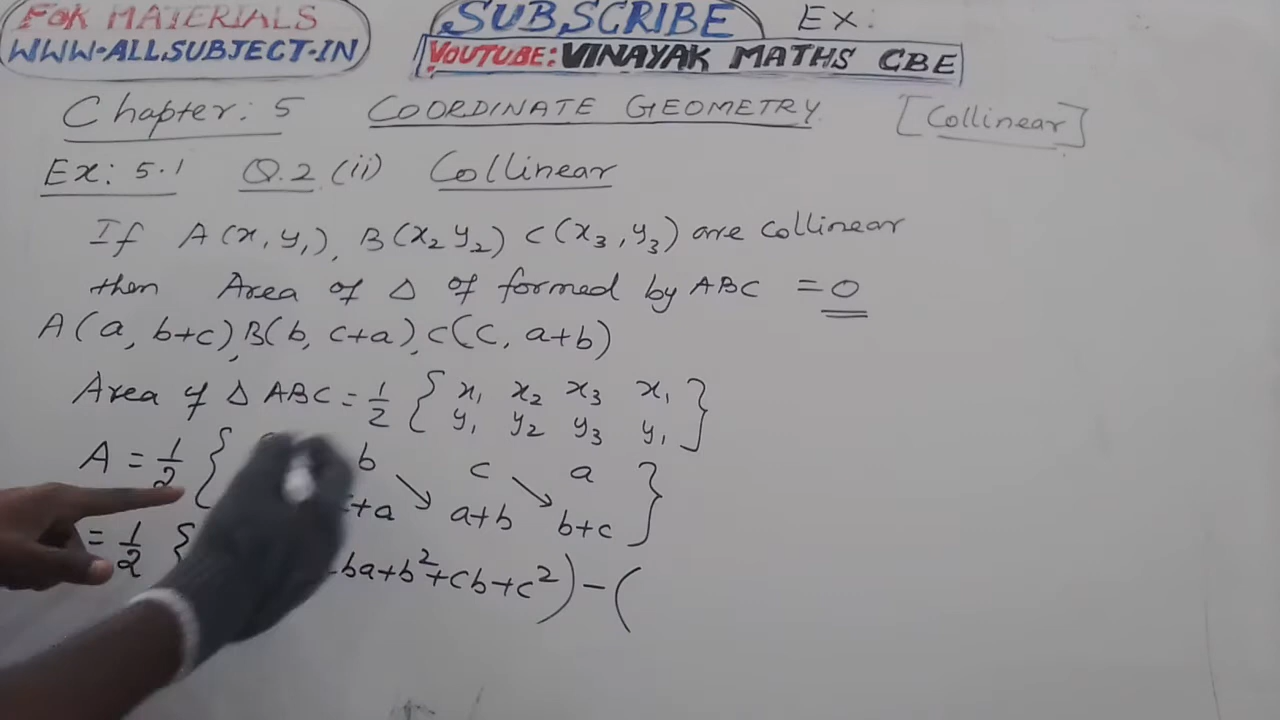 FOR MATERIALS
WWW.ALLSUBJECT.IN
SUBSCRIBE EX:
YOUTUBE: VINAYAK MATHS CBE
Chapter: 5 COORDINATE GEOMETRY [Collinear]
Ex: 5.1 Q.2 (ii) Collinear
If A(x, y₁), B(x₂ y₂) C(x₃, y₃) are collinear
then Area of Δ of formed by ABC = 0
A(a, b+c), B(b, c+a), C(c, a+b)
Area of Δ ABC = 1/2 { x₁ x₂ x₃ x₁
y₁ y₂ y₃ y₁ }
A = 1/2 { b ↘ c ↘ a
+a a+b b+c }
= 1/2 { ba+b²+cb+c²) - (